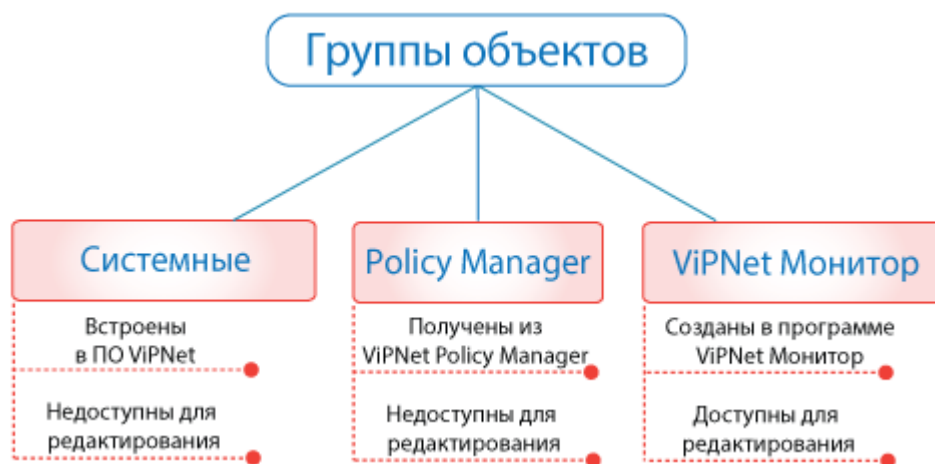 Группы объектов
Системные
Встроены
в ПО ViPNet
Недоступны для
редактирования
Policy Manager
Получены из
ViPNet Policy Manager
Недоступны для
редактирования
ViPNet Монитор
Созданы в программе
ViPNet Монитор
Доступны для
редактирования